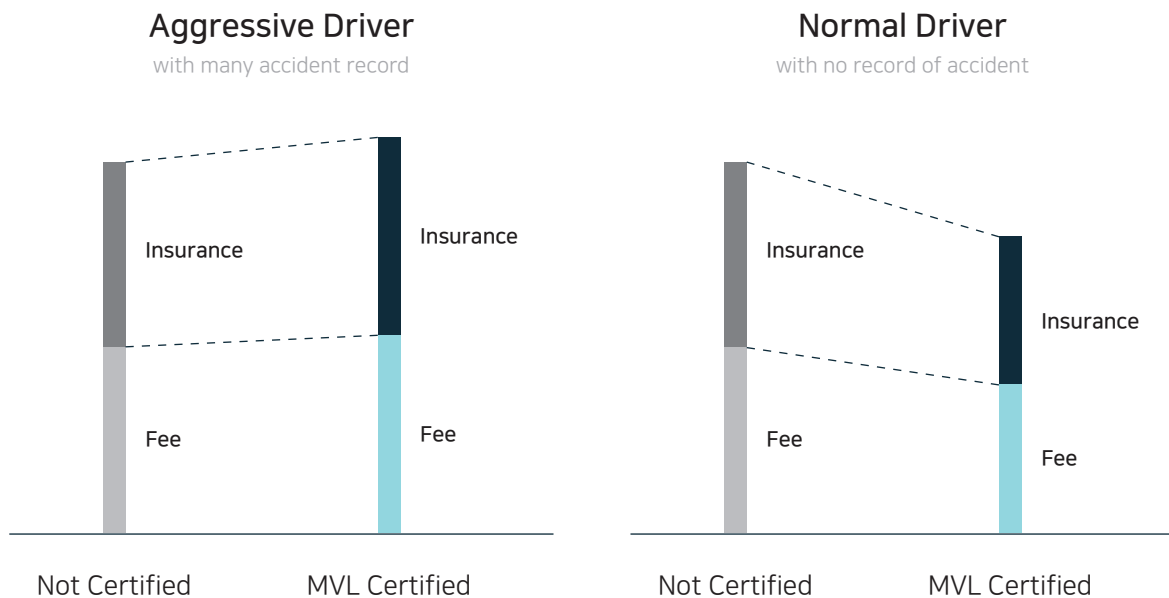 Aggressive Driver
with many accident record
Insurance
Insurance
Fee
Fee
Not Certified
MVL Certified
Normal Driver
with no record of accident
Insurance
Insurance
Fee
Fee
Not Certified
MVL Certified